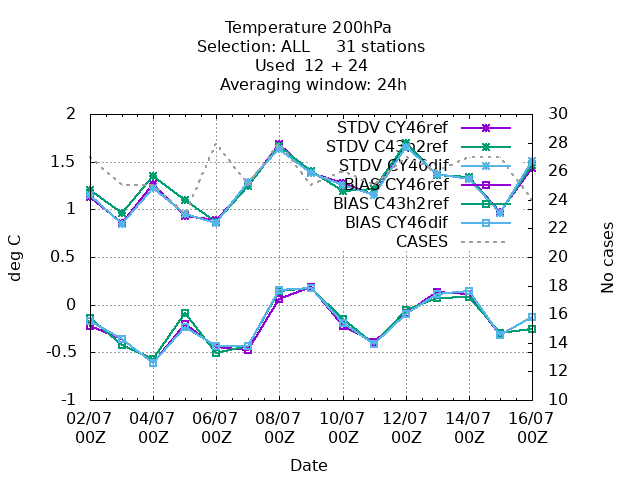 Temperature 200hPa
Selection: ALL 31 stations
Used 12 + 24
Averaging window: 24h
STDV CY46ref
STDV C43h2ref
STDV CY46dif
BIAS CY46ref
BIAS C43h2ref
BIAS CY46dif
CASES
deg C
2
1.5
1
0.5
0
-0.5
-1
No cases
30
28
26
24
22
20
18
16
14
12
10
02/07 04/07 06/07 08/07 10/07 12/07 14/07 16/07
00Z 00Z 00Z 00Z 00Z 00Z 00Z 00Z
Date